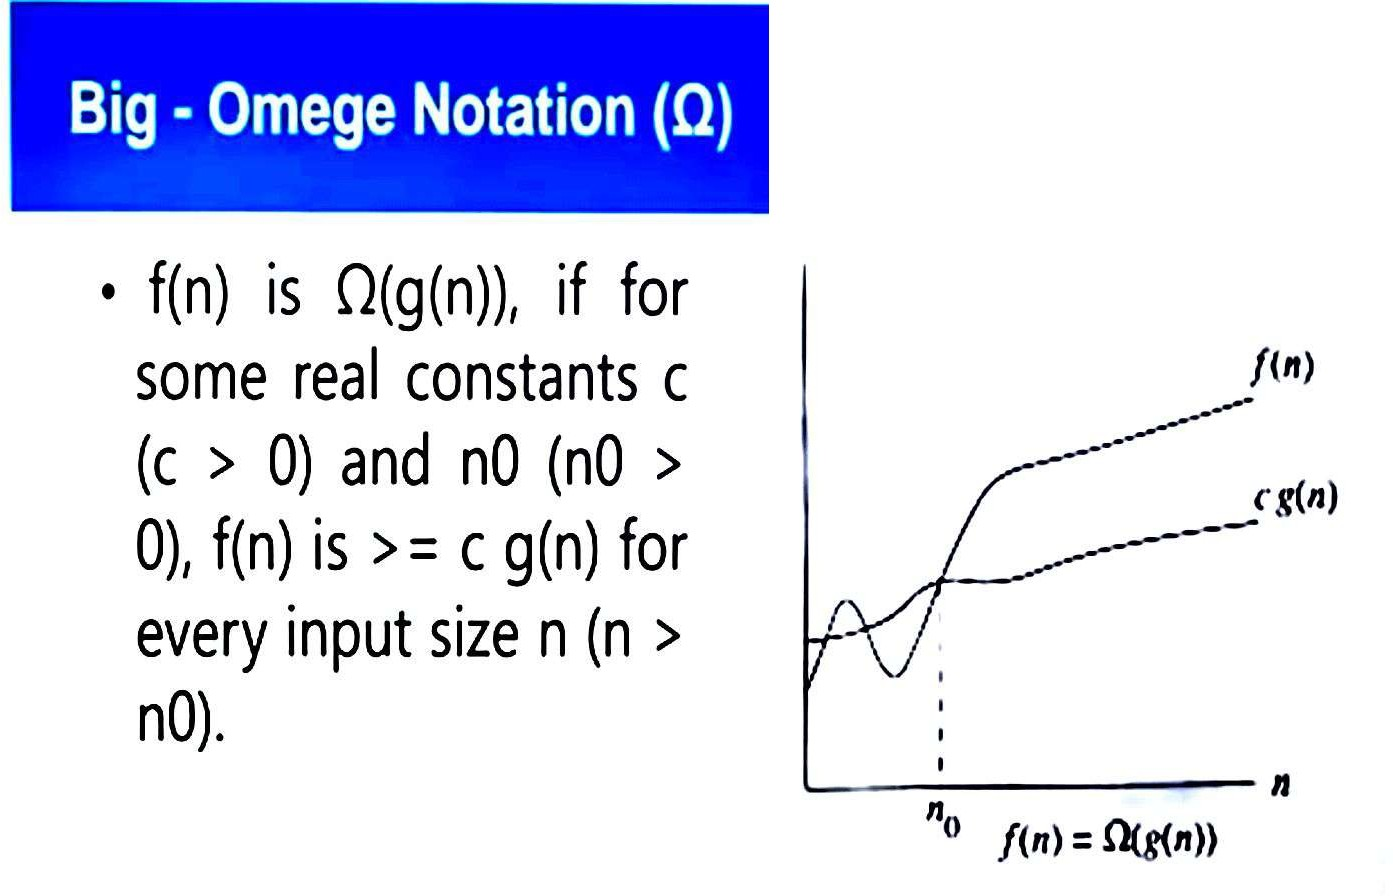 Big - Omege Notation (Ω)
• f(n) is Ω(g(n)), if for
some real constants c
(c > 0) and n0 (n0 >
0), f(n) is >= c g(n) for
every input size n (n >
n0).
f(n)
c g(n)
n
n0
f(n) = Ω(g(n))